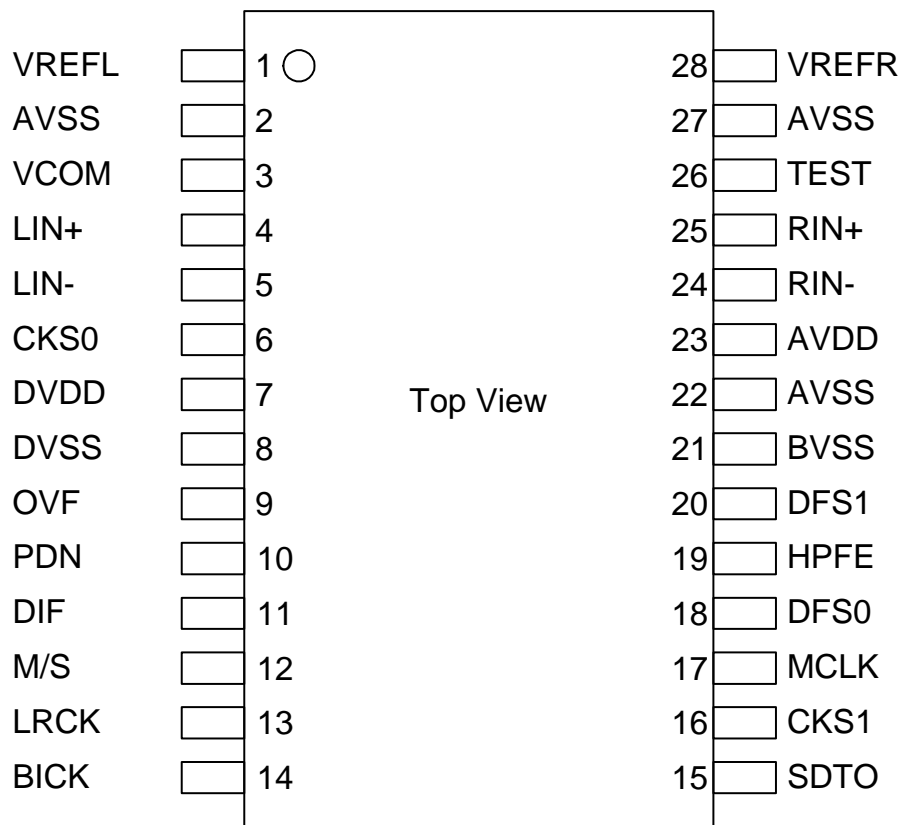 VREFL 1 28 VREFR
AVSS 2 27 AVSS
VCOM 3 26 TEST
LIN+ 4 25 RIN+
LIN- 5 24 RIN-
CKS0 6 23 AVDD
DVDD 7 Top View 22 AVSS
DVSS 8 21 BVSS
OVF 9 20 DFS1
PDN 10 19 HPFE
DIF 11 18 DFS0
M/S 12 17 MCLK
LRCK 13 16 CKS1
BICK 14 15 SDTO